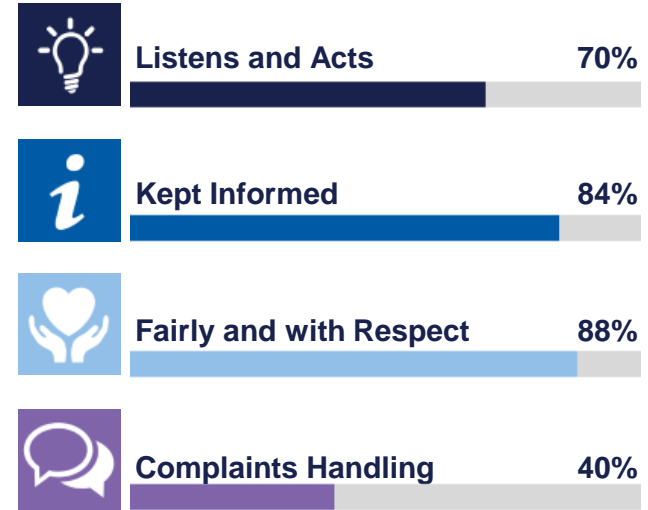 Listens and Acts 70%
Kept Informed 84%
Fairly and with Respect 88%
Complaints Handling 40%